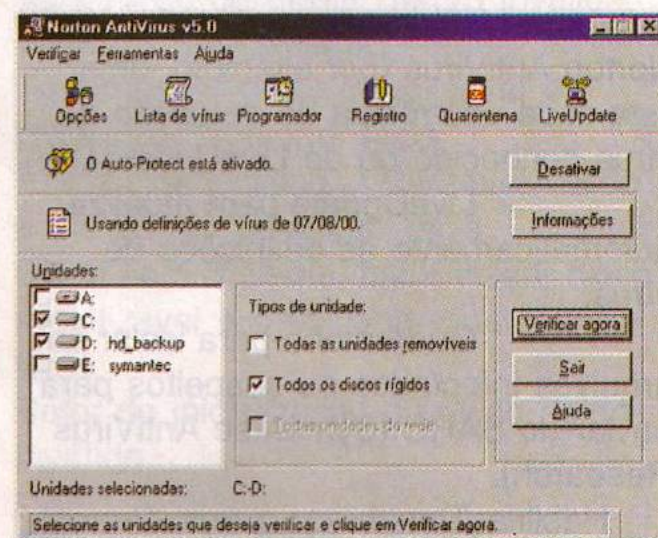 Norton AntiVirus v5.0
Verificar Ferramentas Ajuda
Opções Lista de vírus Programador Registro Quarentena LiveUpdate
O Auto-Protect está ativado. Desativar
Usando definições de vírus de 07/08/00. Informações
Unidades:
A:
C:
D: hd_backup
E: symantec
Tipos de unidade:
Todas as unidades removíveis
Todos os discos rígidos
Todas unidades da rede
Verificar agora
Sair
Ajuda
Unidades selecionadas: C:-D:
Selecione as unidades que deseja verificar e clique em Verificar agora.